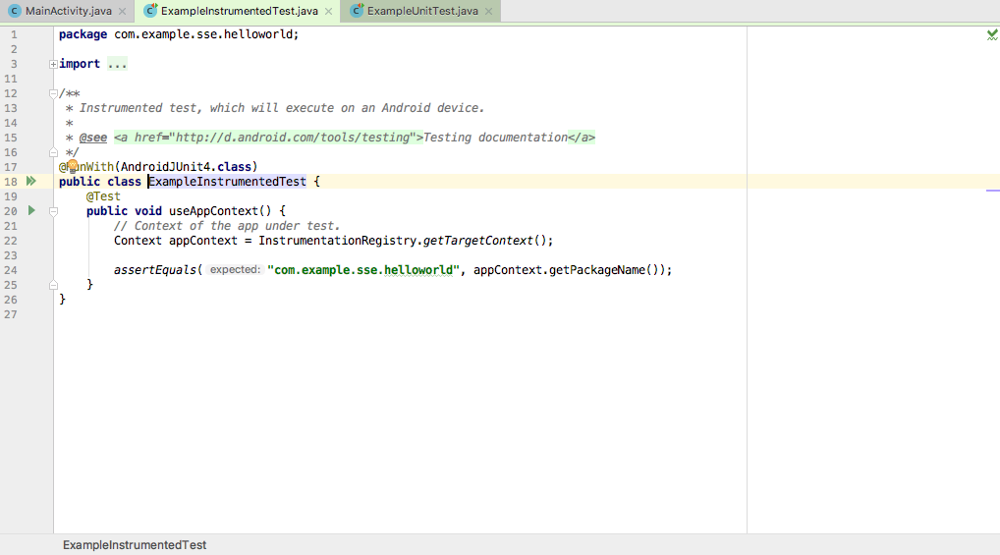 MainActivity.java
ExampleInstrumentedTest.java
ExampleUnitTest.java
1 package com.example.sse.helloworld;
2
3 import ...
11
12 /**
13 * Instrumented test, which will execute on an Android device.
14 *
15 * @see <a href="http://d.android.com/tools/testing">Testing documentation</a>
16 */
17 @RunWith(AndroidJUnit4.class)
18 public class ExampleInstrumentedTest {
19 @Test
20 public void useAppContext() {
21 // Context of the app under test.
22 Context appContext = InstrumentationRegistry.getTargetContext();
23
24 assertEquals( expected: "com.example.sse.helloworld", appContext.getPackageName());
25 }
26 }
27
ExampleInstrumentedTest